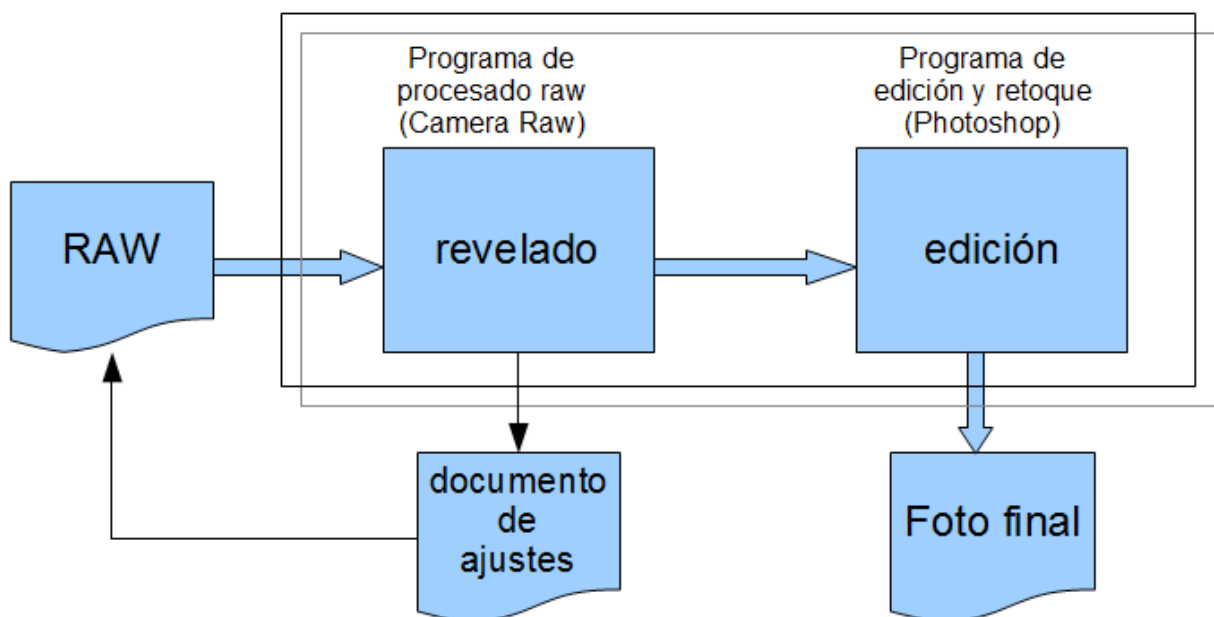 Programa de
procesado raw
(Camera Raw)
Programa de
edición y retoque
(Photoshop)
RAW
revelado
edición
documento
de
ajustes
Foto final